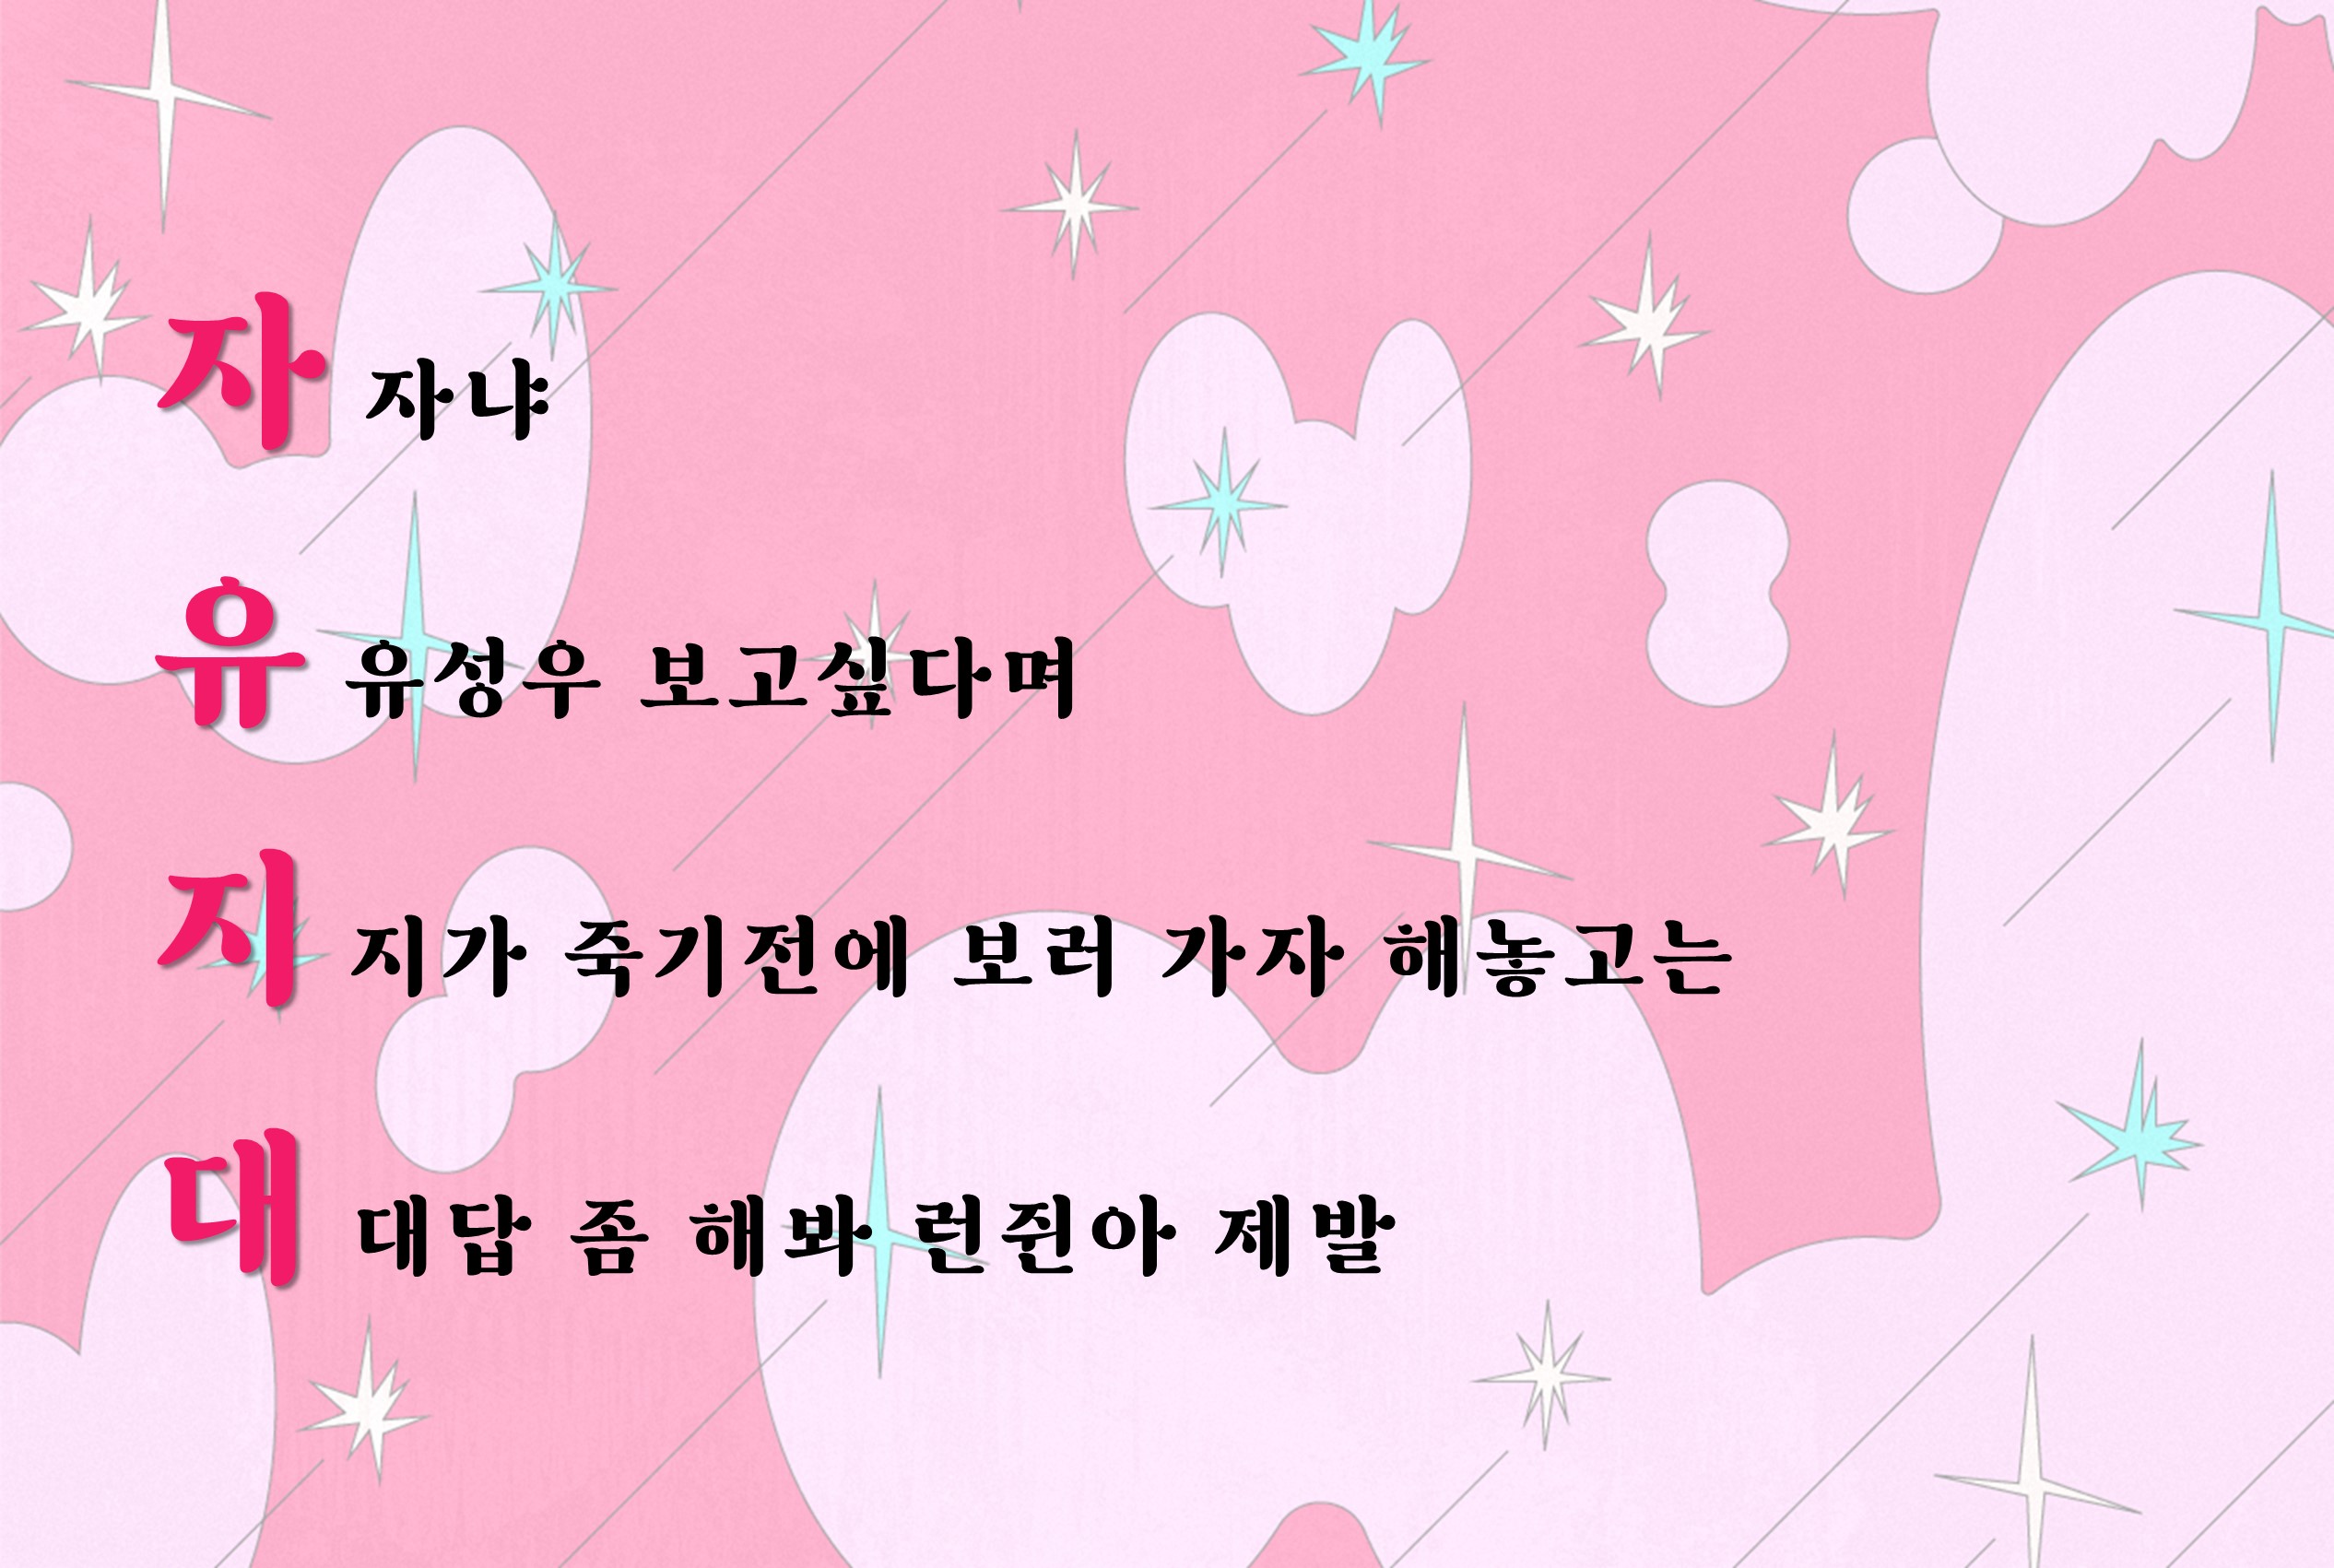 자 자냐
유 유성우 보고싶다며
지 지가 죽기전에 보러 가자 해놓고는
대 대답 좀 해봐 런쥔아 제발